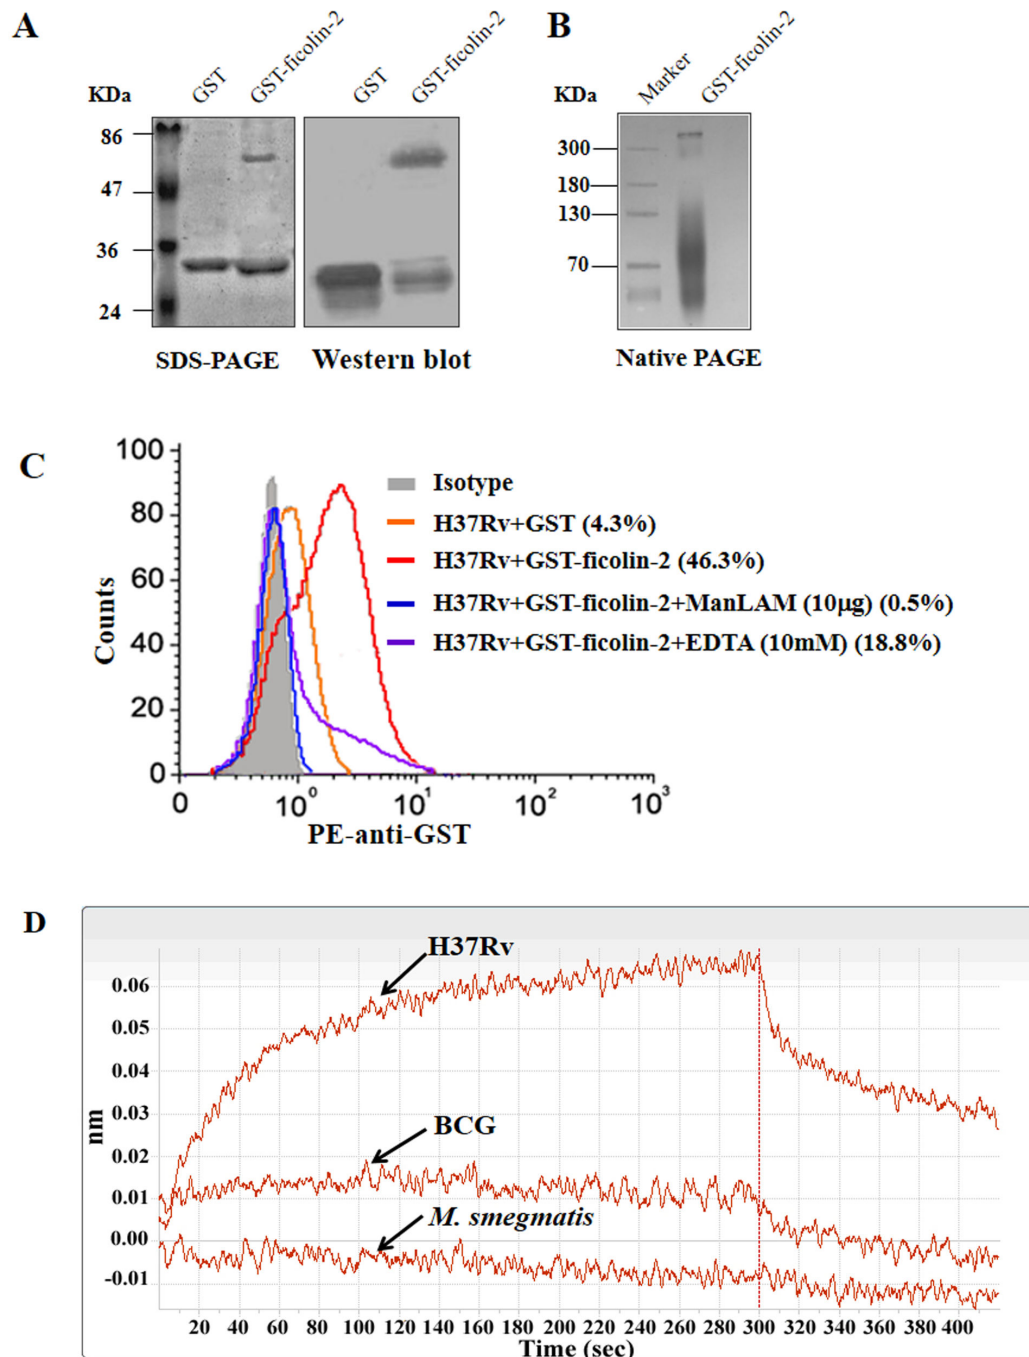 A
B
KDa
GST
GST-ficolin-2
GST
GST-ficolin-2
86
47
36
24
SDS-PAGE
Western blot
KDa
Marker
GST-ficolin-2
300
180
130
70
Native PAGE
C
100
80
60
40
20
0
Counts
0
10⁰
10¹
10²
10³
PE-anti-GST
Isotype
H37Rv+GST (4.3%)
H37Rv+GST-ficolin-2 (46.3%)
H37Rv+GST-ficolin-2+ManLAM (10μg) (0.5%)
H37Rv+GST-ficolin-2+EDTA (10mM) (18.8%)
D
H37Rv
BCG
M. smegmatis
nm
0.06
0.05
0.04
0.03
0.02
0.01
0.00
-0.01
20 40 60 80 100 120 140 160 180 200 220 240 260 280 300 320 340 360 380 400
Time (sec)